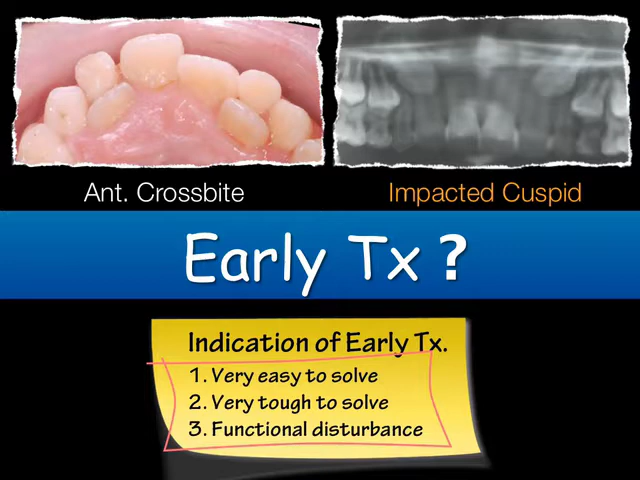 Ant. Crossbite
Impacted Cuspid
Early Tx ?
Indication of Early Tx.
1. Very easy to solve
2. Very tough to solve
3. Functional disturbance